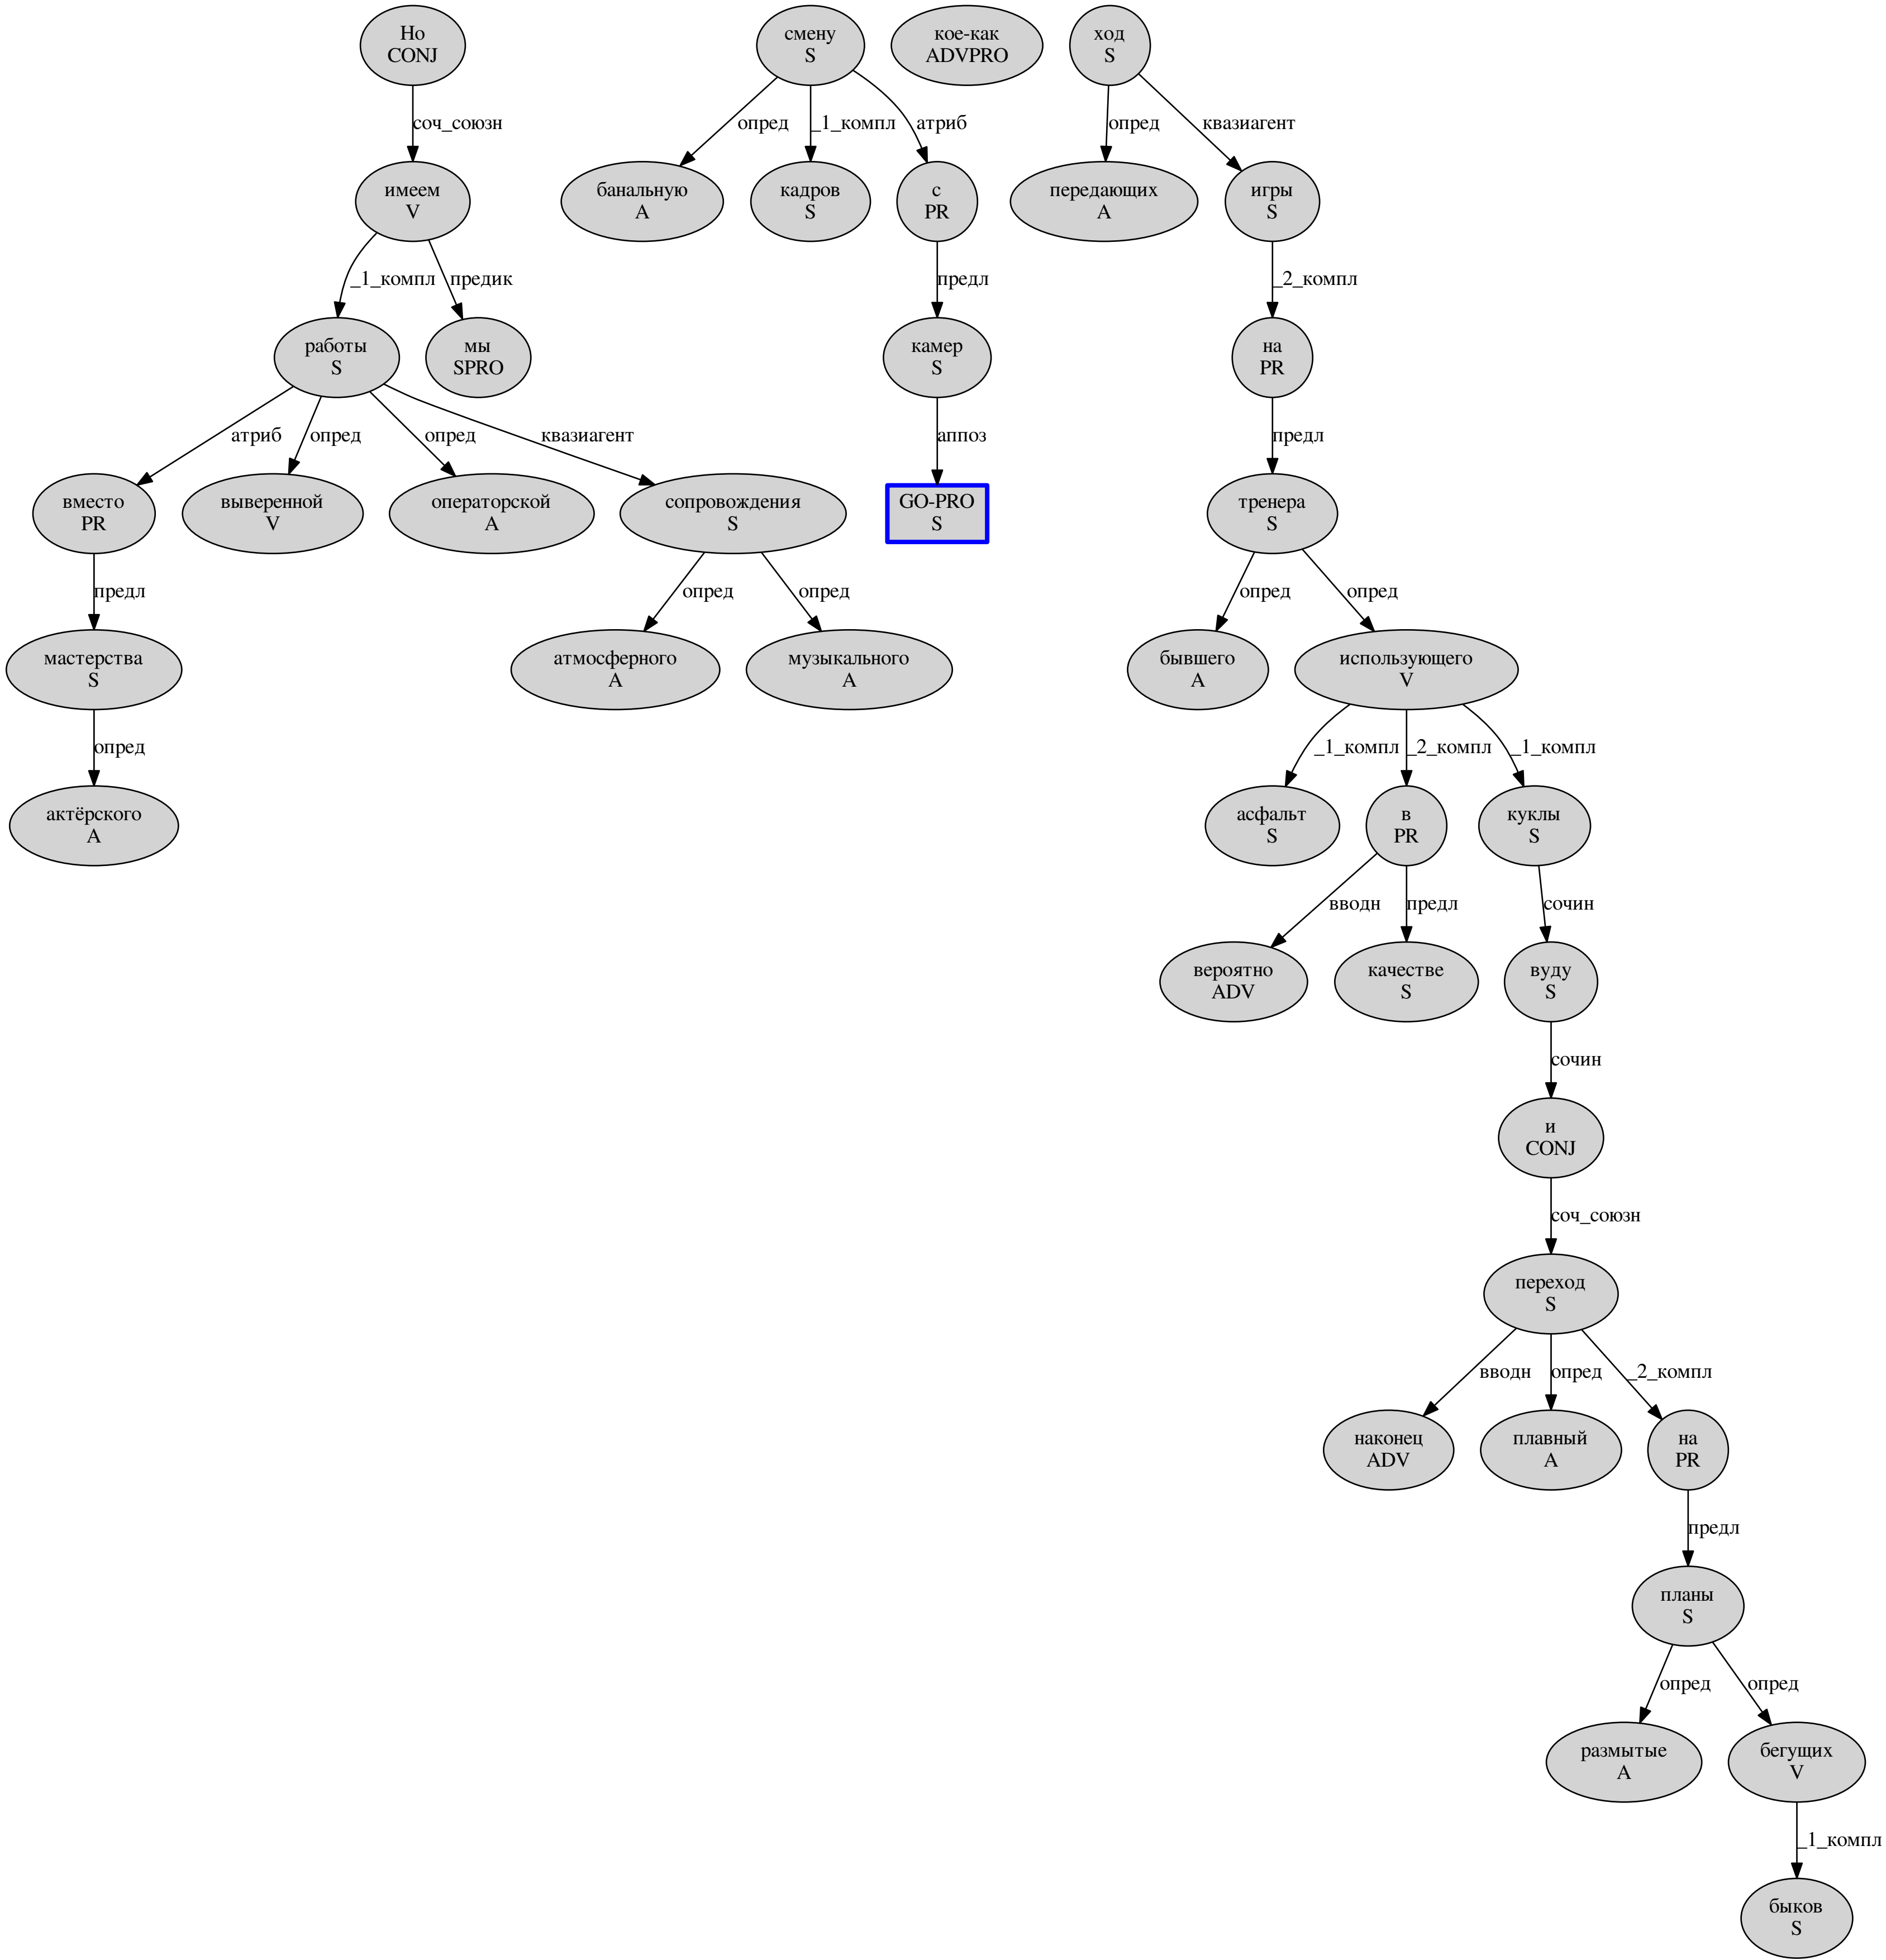 Но
CONJ
смену
S
кое-как
ADVPRO
ход
S
соч_союзн
опред
_1_компл
атриб
опред
квазиагент
имеем
V
банальную
A
кадров
S
с
PR
передающих
A
игры
S
_1_компл
предик
предл
_2_компл
работы
S
мы
SPRO
камер
S
на
PR
атриб
опред
опред
квазиагент
аппоз
предл
вместо
PR
выверенной
V
операторской
A
сопровождения
S
GO-PRO
S
тренера
S
предл
опред
опред
опред
опред
мастерства
S
атмосферного
A
музыкального
A
бывшего
A
использующего
V
опред
_1_компл
_2_компл
_1_компл
актёрского
A
асфальт
S
в
PR
куклы
S
вводн
предл
сочин
вероятно
ADV
качестве
S
вуду
S
сочин
и
CONJ
соч_союзн
переход
S
вводн
опред
_2_компл
наконец
ADV
плавный
A
на
PR
предл
планы
S
опред
опред
размытые
A
бегущих
V
_1_компл
быков
S